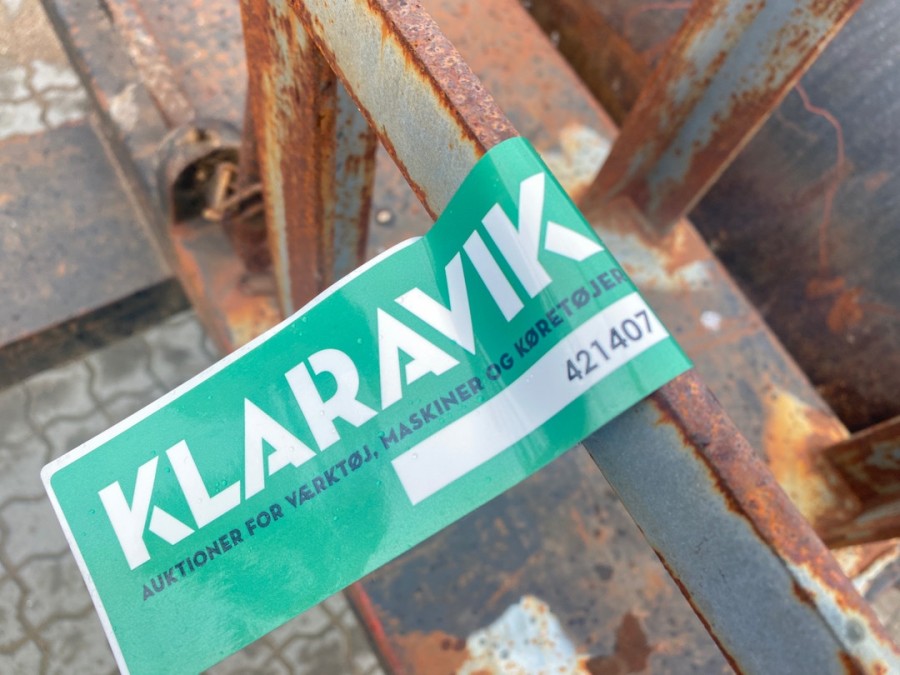 KLARAVIK
AUKTIONER FOR VÆRKTØJ, MASKINER OG KØRETØJER
421407